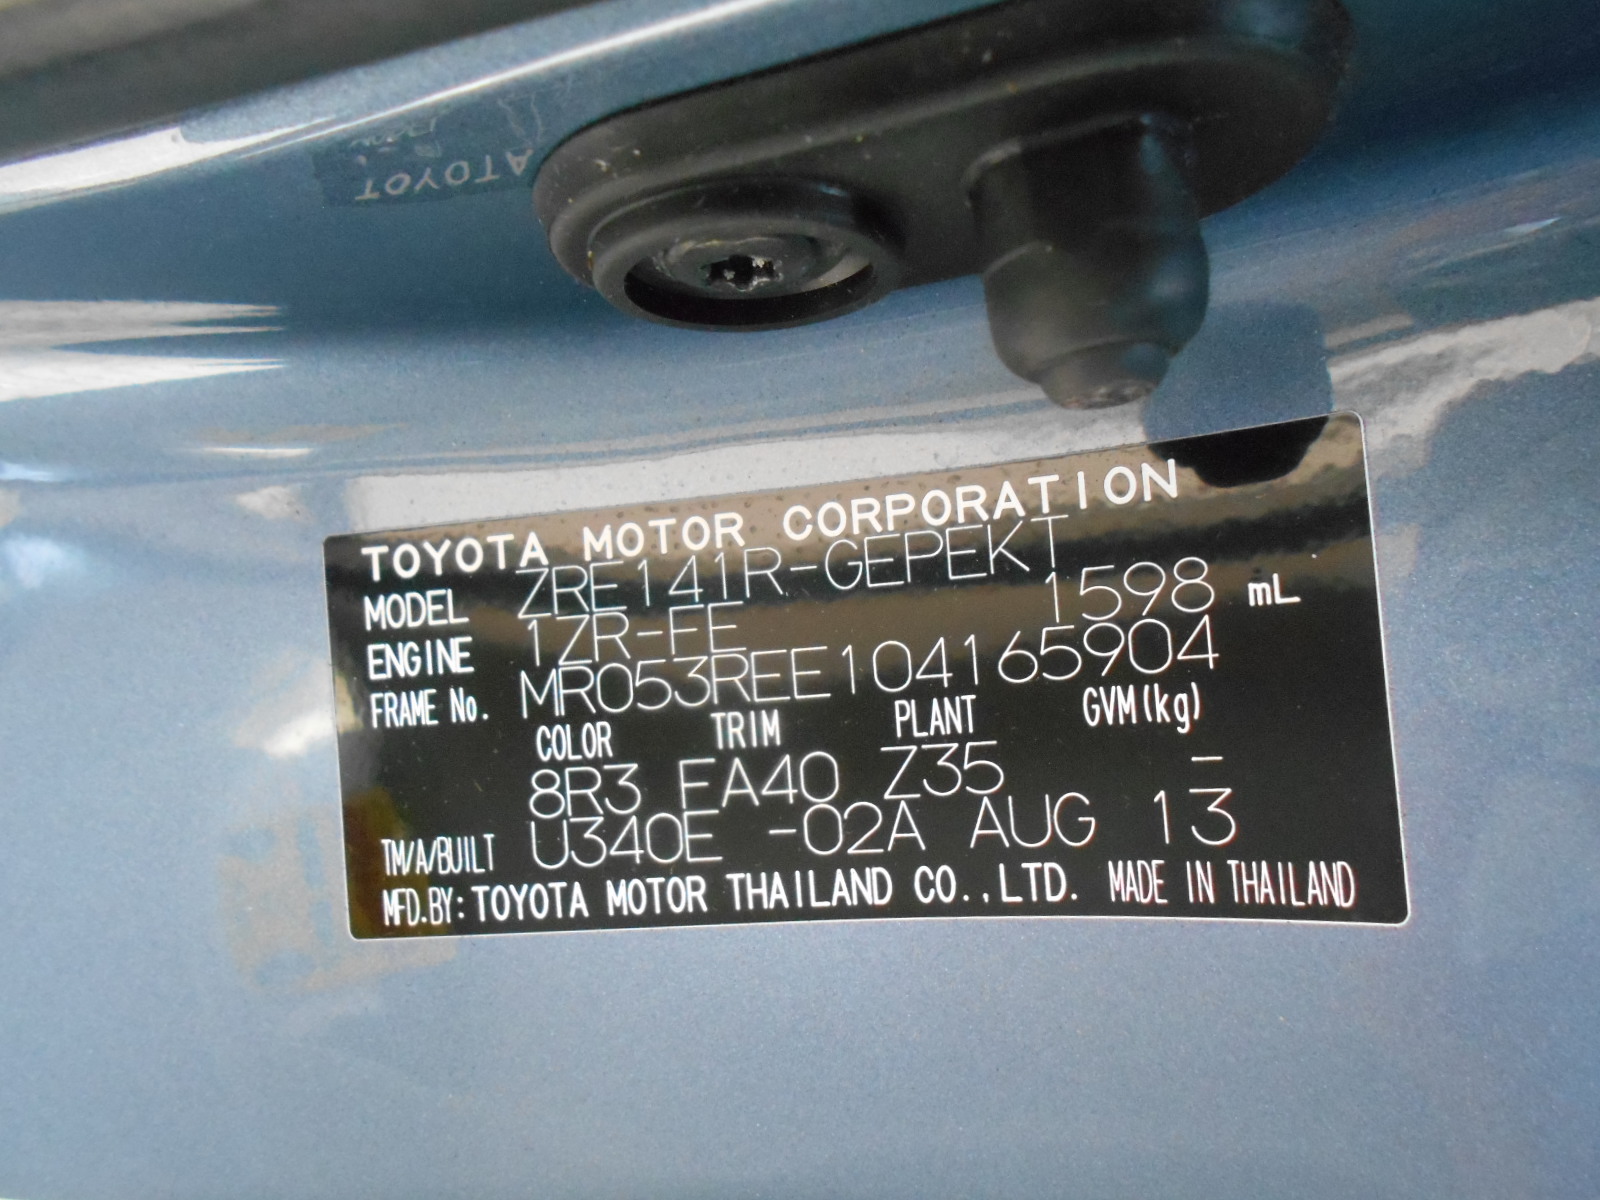 ATOYOT
TOYOTA MOTOR CORPORATION
MODEL ZRE141R-GEPEKT
ENGINE 1ZR-FE 1598 mL
FRAME No. MR053REE104165904
COLOR TRIM PLANT GVM(kg)
8R3 EA40 Z35 -
TM/A/BUILT U340E -02A AUG 13
MFD.BY: TOYOTA MOTOR THAILAND CO.,LTD. MADE IN THAILAND